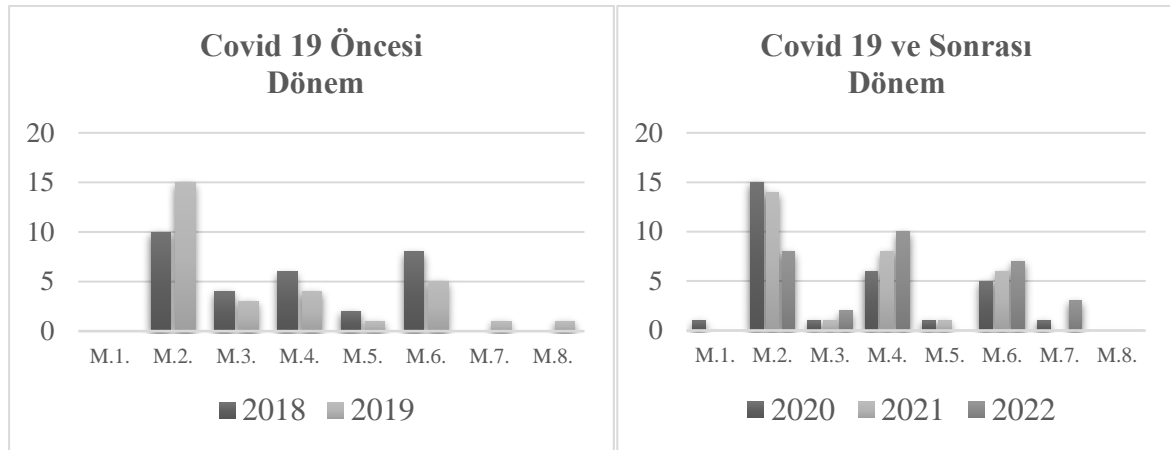 Covid 19 Öncesi
Dönem
20
15
10
5
0
M.1. M.2. M.3. M.4. M.5. M.6. M.7. M.8.
2018 2019
Covid 19 ve Sonrası
Dönem
20
15
10
5
0
M.1. M.2. M.3. M.4. M.5. M.6. M.7. M.8.
2020 2021 2022